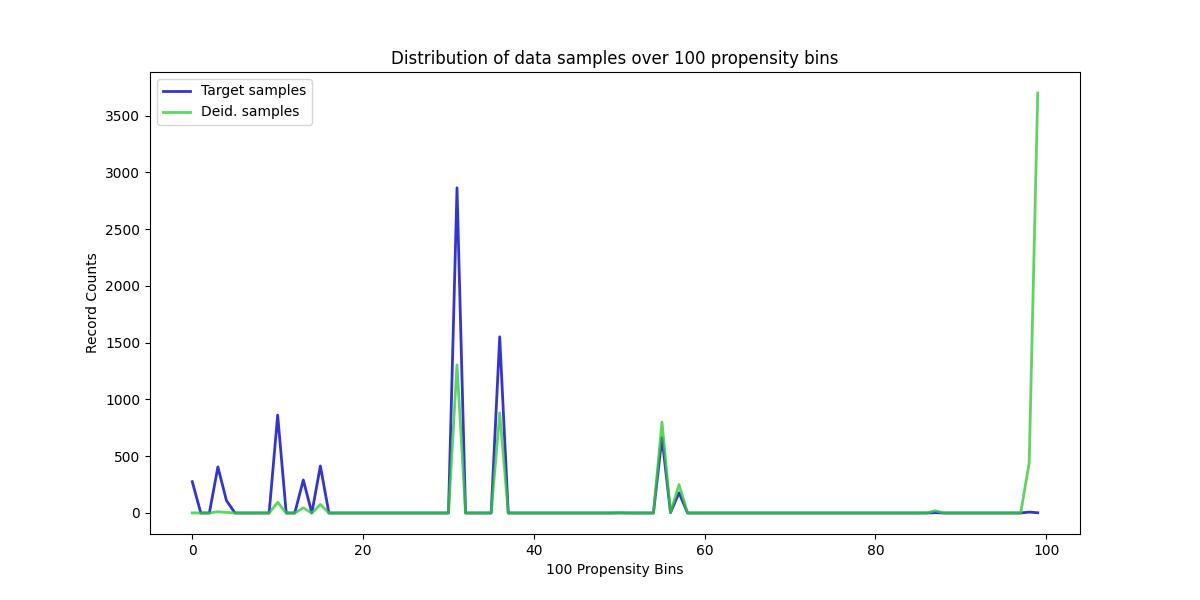 Distribution of data samples over 100 propensity bins
Target samples
Deid. samples
Record Counts
3500
3000
2500
2000
1500
1000
500
0
0 20 40 60 80 100
100 Propensity Bins